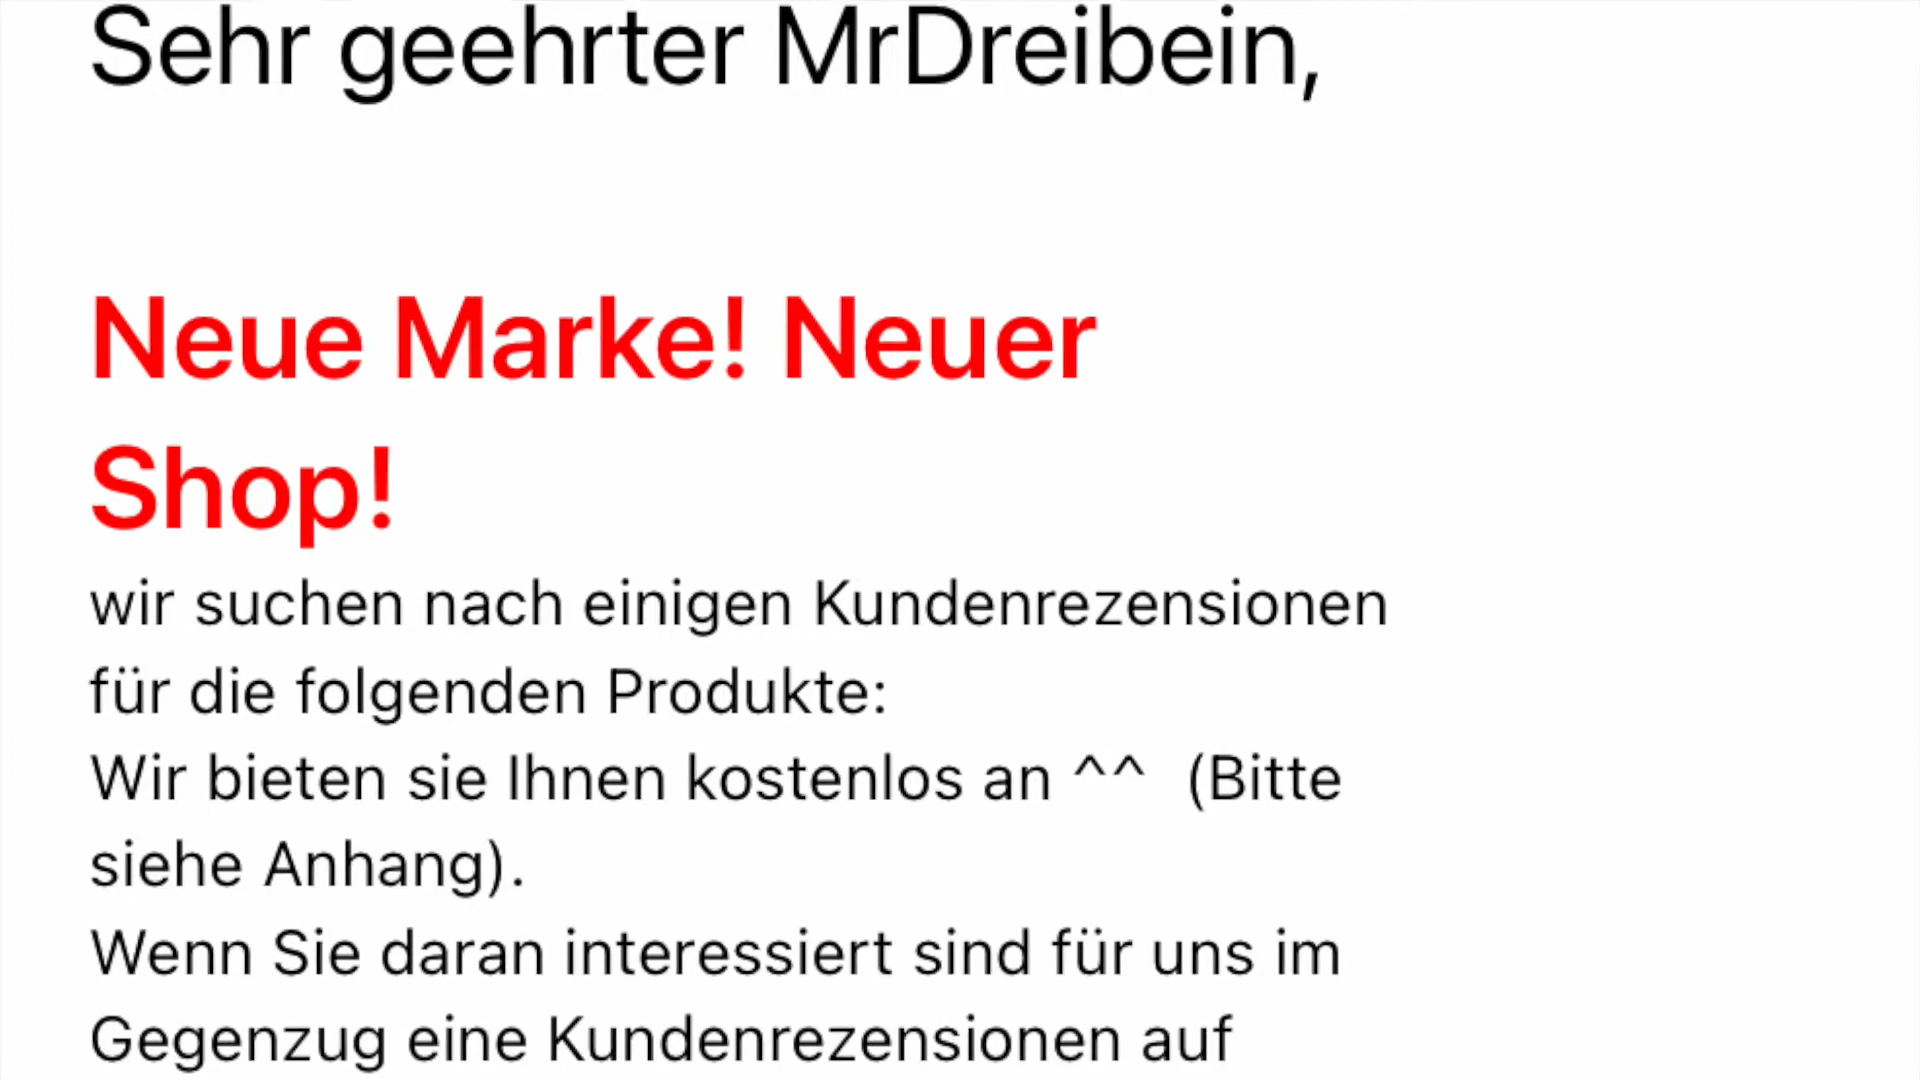 Sehr geehrter MrDreibein,
Neue Marke! Neuer
Shop!
wir suchen nach einigen Kundenrezensionen
für die folgenden Produkte:
Wir bieten sie Ihnen kostenlos an ^^ (Bitte
siehe Anhang).
Wenn Sie daran interessiert sind für uns im
Gegenzug eine Kundenrezensionen auf